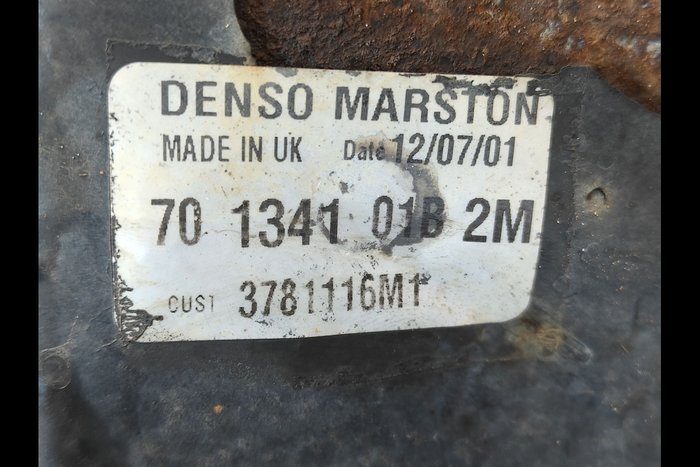 DENSO MARSTON
MADE IN UK Date 12/07/01
70 1341 01B 2M
CUST 3781116M1